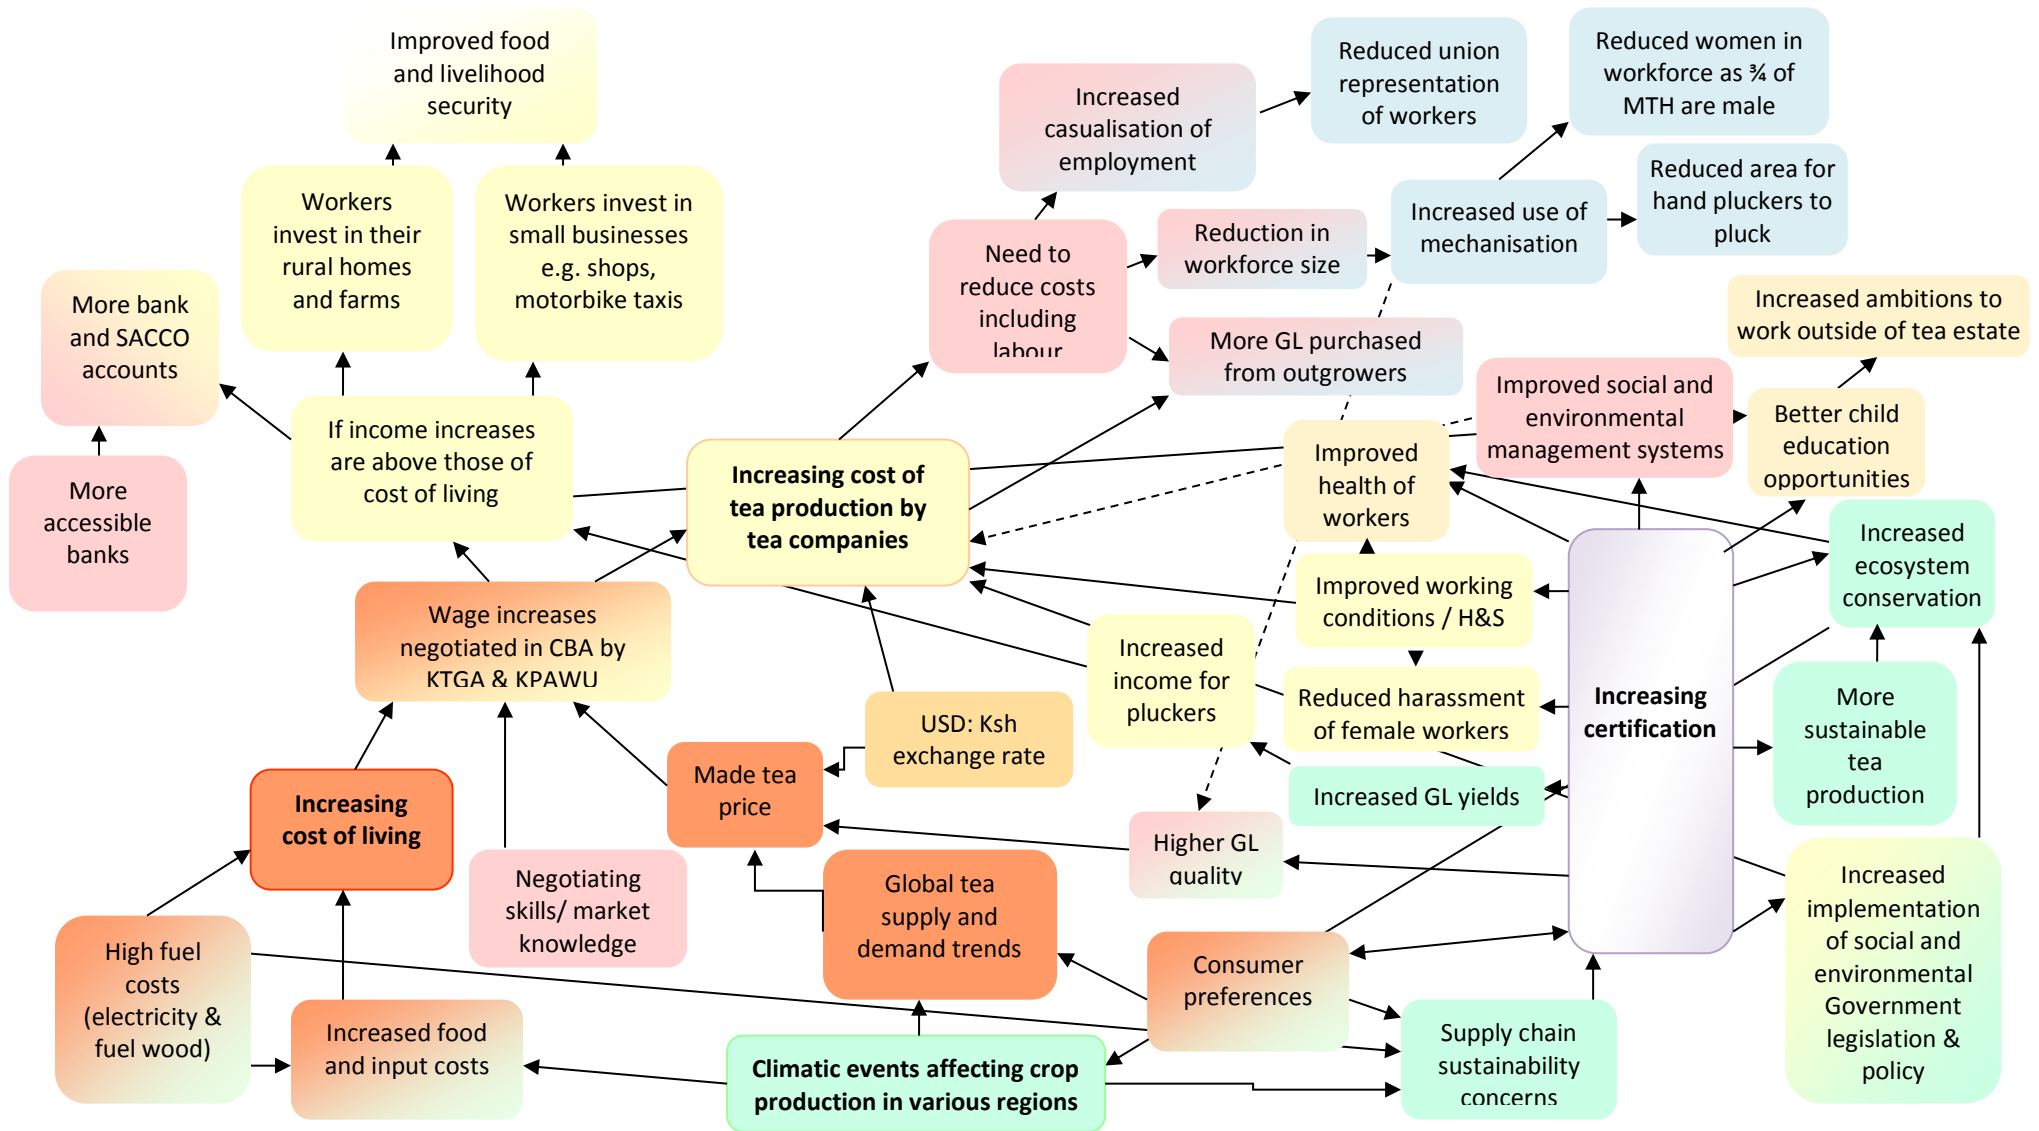 Improved food
and livelihood
security
Workers
invest in their
rural homes
and farms
Workers invest in
small businesses
e.g. shops,
motorbike taxis
More bank
and SACCO
accounts
More
accessible
banks
If income increases
are above those of
cost of living
Wage increases
negotiated in CBA by
KTGA & KPAWU
Increasing
cost of living
High fuel
costs
(electricity &
fuel wood)
Increased food
and input costs
Negotiating
skills/ market
knowledge
Made tea
price
USD: Ksh
exchange rate
Global tea
supply and
demand trends
Climatic events affecting crop
production in various regions
Increasing cost of
tea production by
tea companies
Need to
reduce costs
including
labour
Increased
casualisation of
employment
Reduced union
representation
of workers
Reduction in
workforce size
More GL purchased
from outgrowers
Increased use of
mechanisation
Reduced women in
workforce as ¾ of
MTH are male
Reduced area for
hand pluckers to
pluck
Increased ambitions to
work outside of tea estate
Improved social and
environmental
management systems
Better child
education
opportunities
Improved
health of
workers
Improved working
conditions / H&S
Increased
income for
pluckers
Reduced harassment
of female workers
Increased GL yields
Higher GL
quality
Consumer
preferences
Supply chain
sustainability
concerns
Increasing
certification
Increased
ecosystem
conservation
More
sustainable
tea
production
Increased
implementation
of social and
environmental
Government
legislation &
policy